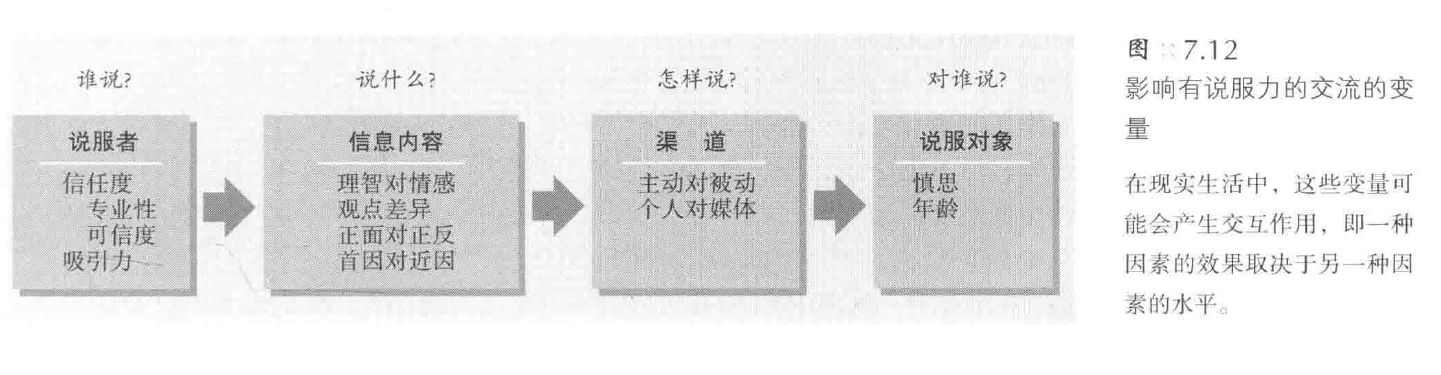 谁说?
说服者
信任度
专业性
可信度
吸引力
说什么?
信息内容
理智对情感
观点差异
正面对正反
首因对近因
怎样说?
渠 道
主动对被动
个人对媒体
对谁说?
说服对象
慎思
年龄
图 7.12
影响有说服力的交流的变
量
在现实生活中，这些变量可
能会产生交互作用，即一种
因素的效果取决于另一种因
素的水平。